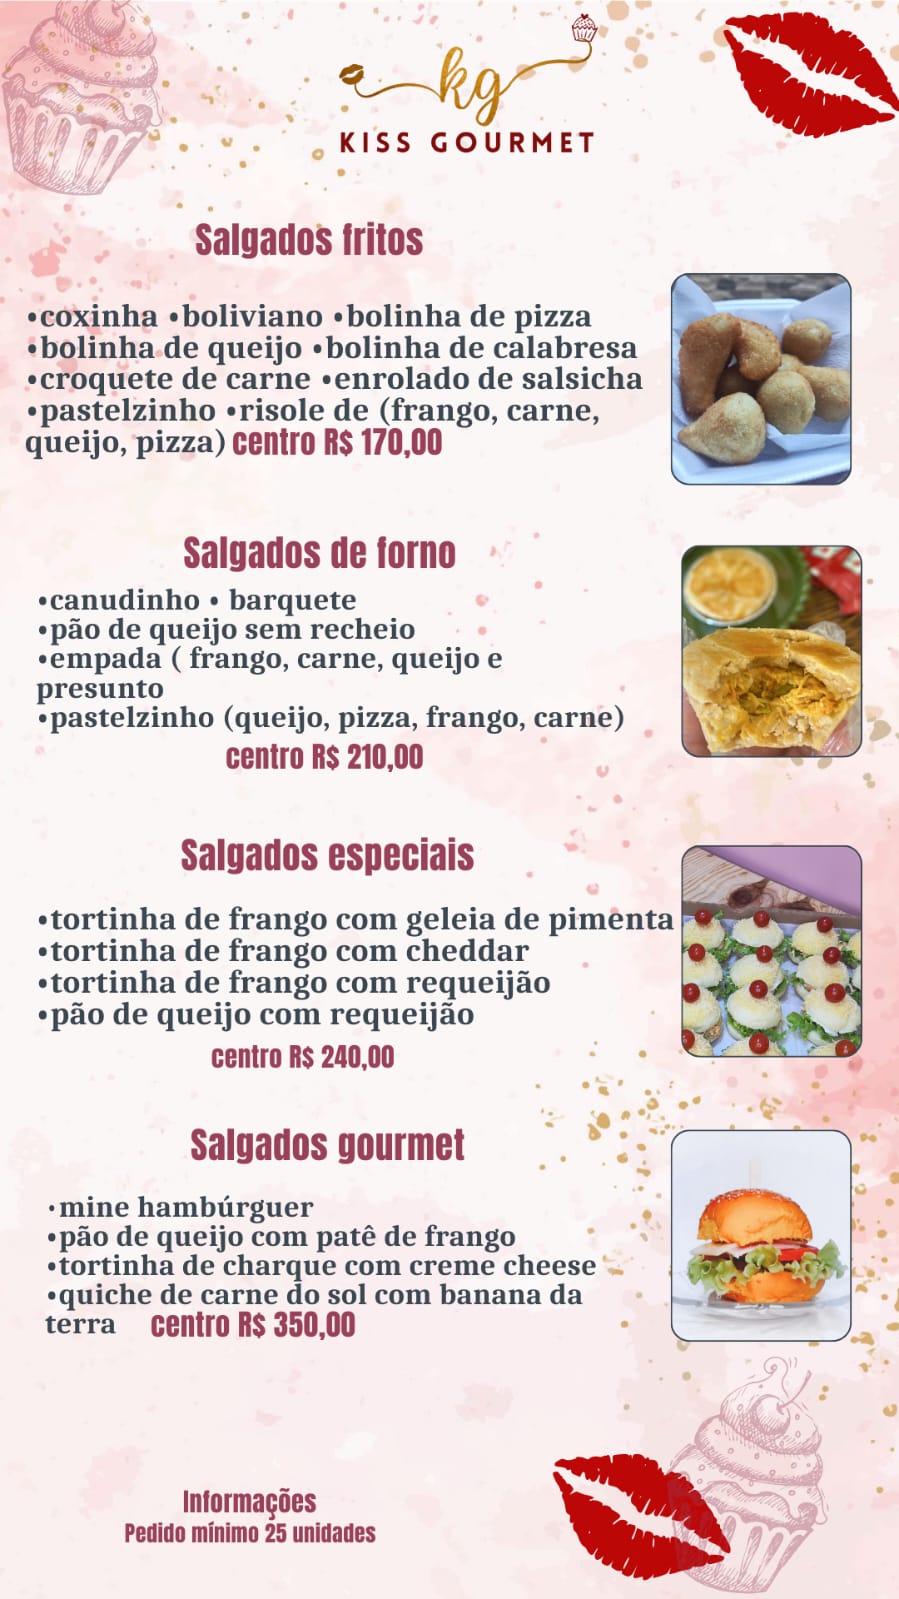 kg
KISS GOURMET
Salgados fritos
•coxinha •boliviano •bolinha de pizza
•bolinha de queijo •bolinha de calabresa
•croquete de carne •enrolado de salsicha
•pastelzinho •risole de (frango, carne,
queijo, pizza) centro R$ 170,00
Salgados de forno
•canudinho • barquete
•pão de queijo sem recheio
•empada ( frango, carne, queijo e
presunto
•pastelzinho (queijo, pizza, frango, carne)
centro R$ 210,00
Salgados especiais
•tortinha de frango com geleia de pimenta
•tortinha de frango com cheddar
•tortinha de frango com requeijão
•pão de queijo com requeijão
centro R$ 240,00
Salgados gourmet
•mine hambúrguer
•pão de queijo com patê de frango
•tortinha de charque com creme cheese
•quiche de carne do sol com banana da
terra centro R$ 350,00
Informações
Pedido mínimo 25 unidades